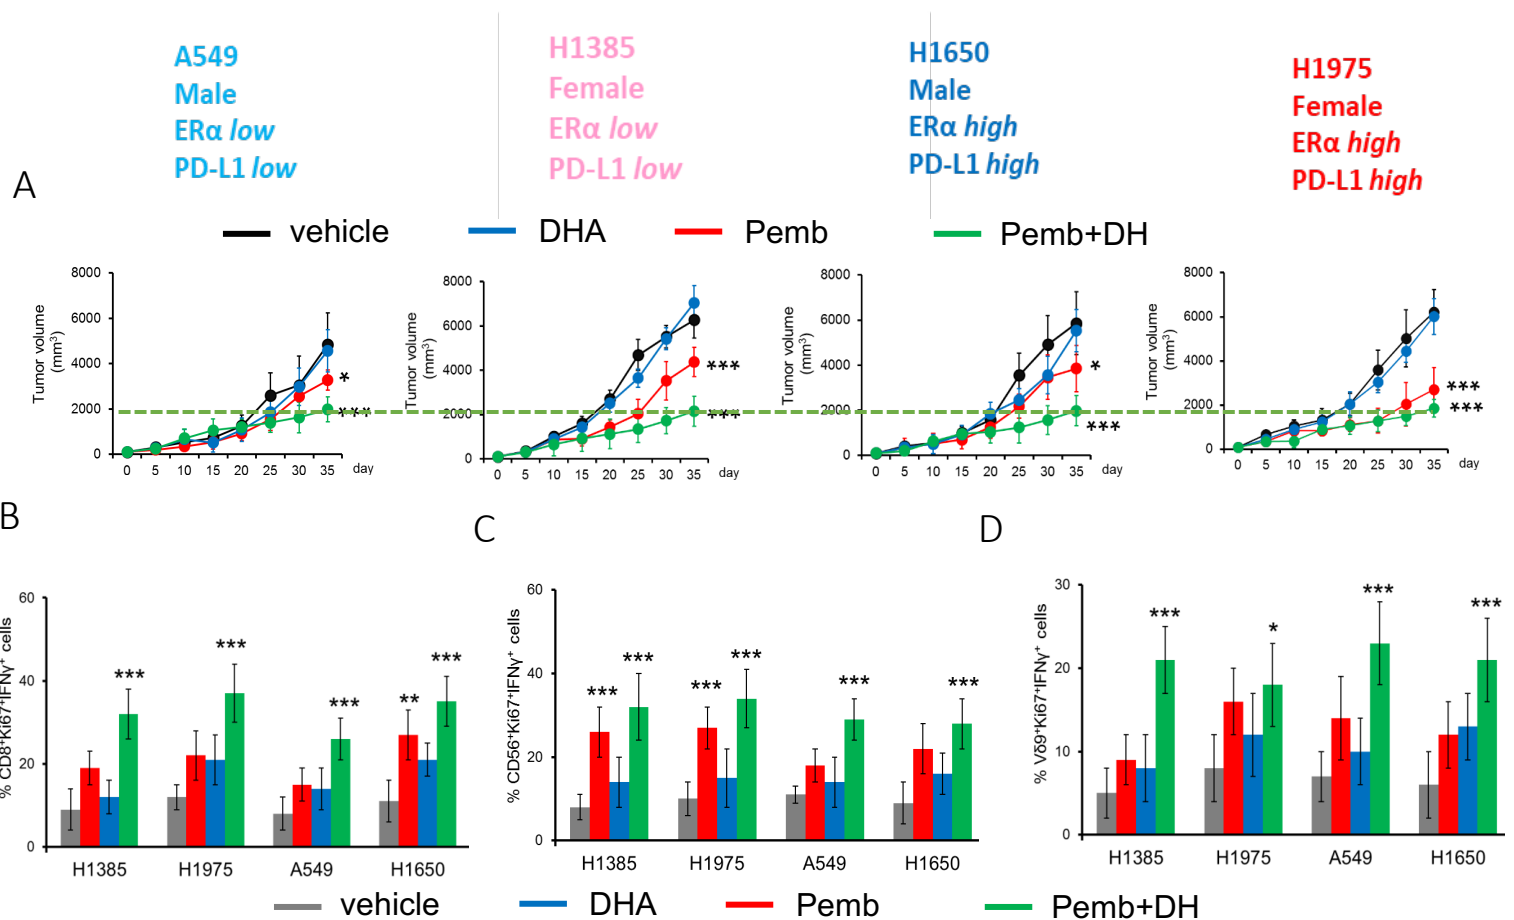 A549
Male
ERα low
PD-L1 low
H1385
Female
ERα low
PD-L1 low
H1650
Male
ERα high
PD-L1 high
H1975
Female
ERα high
PD-L1 high
A
vehicle DHA Pemb Pemb+DH
Tumor volume
(mm³)
8000
6000
4000
2000
0
0 5 10 15 20 25 30 35 day
*
***
Tumor volume
(mm³)
8000
6000
4000
2000
0
0 5 10 15 20 25 30 35 day
***
***
Tumor volume
(mm³)
8000
6000
4000
2000
0
0 5 10 15 20 25 30 35 day
*
***
Tumor volume
(mm³)
8000
6000
4000
2000
0
0 5 10 15 20 25 30 35 day
***
***
B
% CD8⁺Ki67⁺IFNγ⁺ cells
60
40
20
0
*** *** *** ** ***
H1385 H1975 A549 H1650
C
% CD56⁺Ki67⁺IFNγ⁺ cells
60
40
20
0
*** *** *** *** *** ***
H1385 H1975 A549 H1650
D
% Vδ9⁺Ki67⁺IFNγ⁺ cells
30
20
10
0
*** * *** ***
H1385 H1975 A549 H1650
vehicle DHA Pemb Pemb+DH